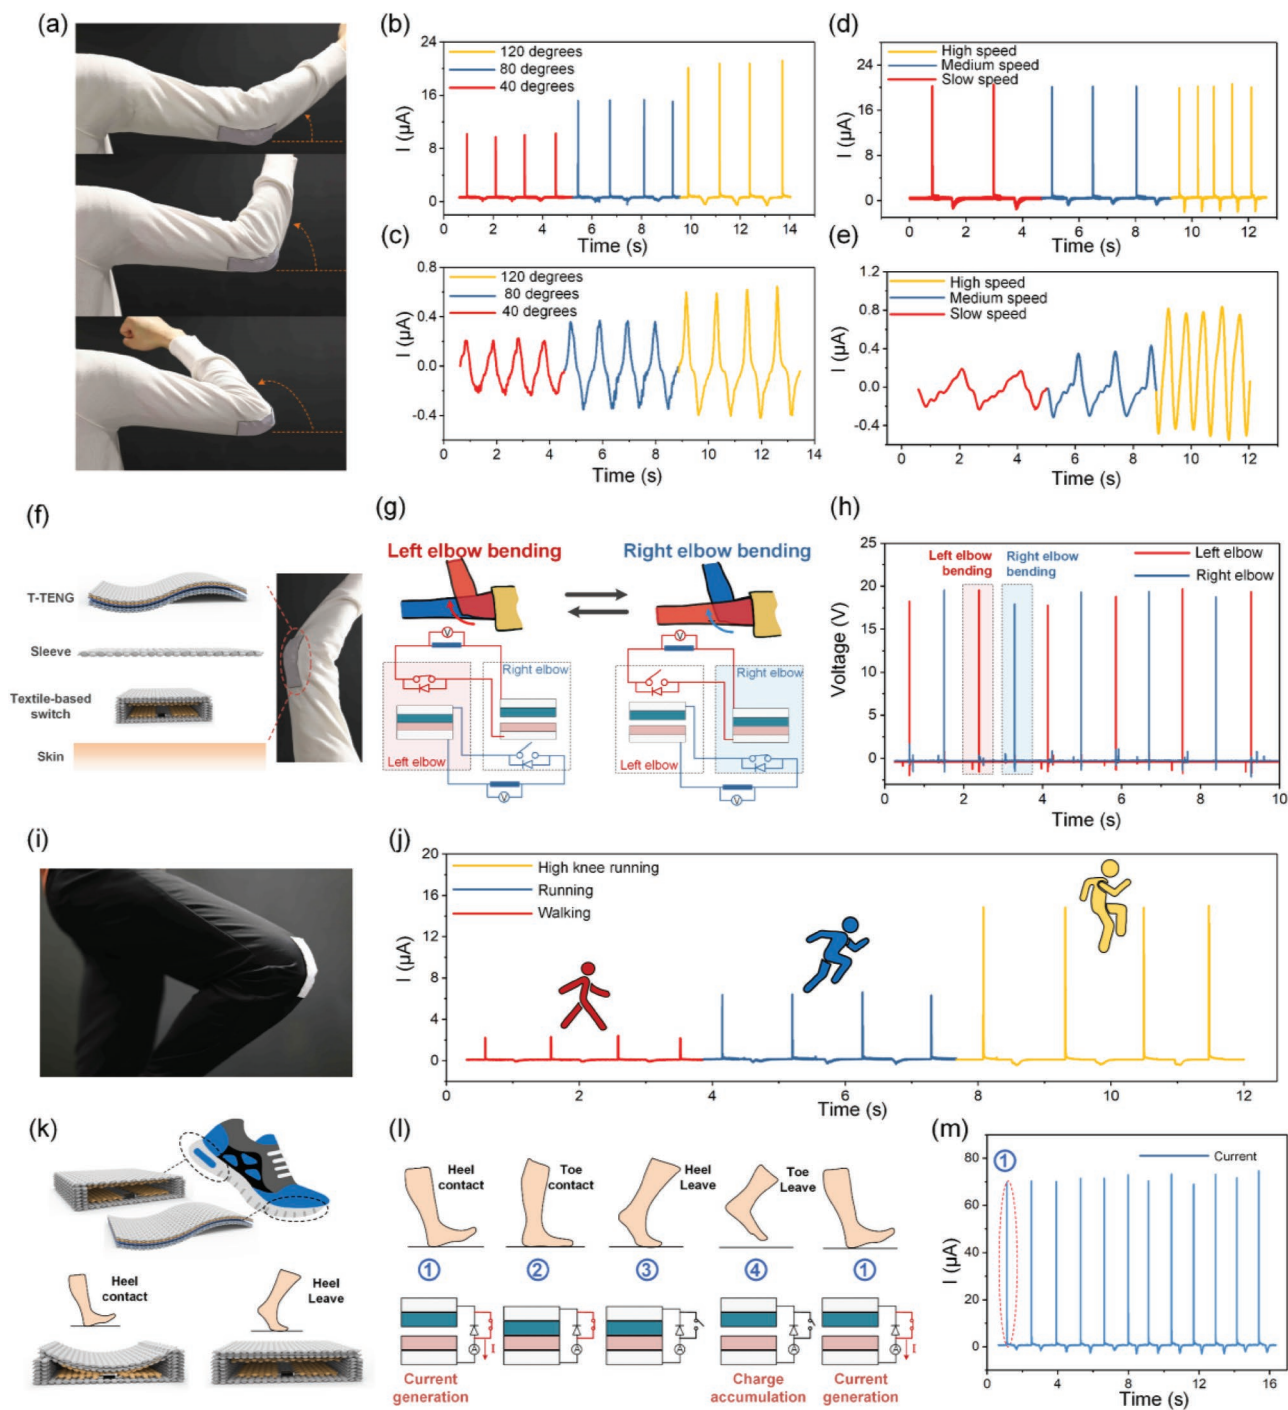 (a)
(b)
24
16
8
0
I (µA)
120 degrees
80 degrees
40 degrees
0 2 4 6 8 10 12 14
Time (s)
(c)
0.8
0.4
0.0
-0.4
I (µA)
120 degrees
80 degrees
40 degrees
0 2 4 6 8 10 12 14
Time (s)
(d)
24
16
8
0
I (µA)
High speed
Medium speed
Slow speed
0 2 4 6 8 10 12
Time (s)
(e)
1.2
0.8
0.4
0.0
-0.4
I (µA)
High speed
Medium speed
Slow speed
0 2 4 6 8 10 12
Time (s)
(f)
T-TENG
Sleeve
Textile-based
switch
Skin
(g)
Left elbow bending
Right elbow bending
V
Right elbow
Left elbow
V
V
Right elbow
Left elbow
V
(h)
25
20
15
10
5
0
Voltage (V)
Left elbow
bending
Right elbow
bending
Left elbow
Right elbow
0 2 4 6 8 10
Time (s)
(i)
(j)
20
16
12
8
4
0
I (µA)
High knee running
Running
Walking
0 2 4 6 8 10 12
Time (s)
(k)
Heel
contact
Heel
Leave
(l)
Heel
contact
Toe
contact
Heel
Leave
Toe
Leave
1 2 3 4 1
A
I
A
A
A
A
I
Current
generation
Charge
accumulation
Current
generation
(m)
80
70
60
50
40
30
20
10
0
-10
I (µA)
1
Current
0 4 8 12 16
Time (s)